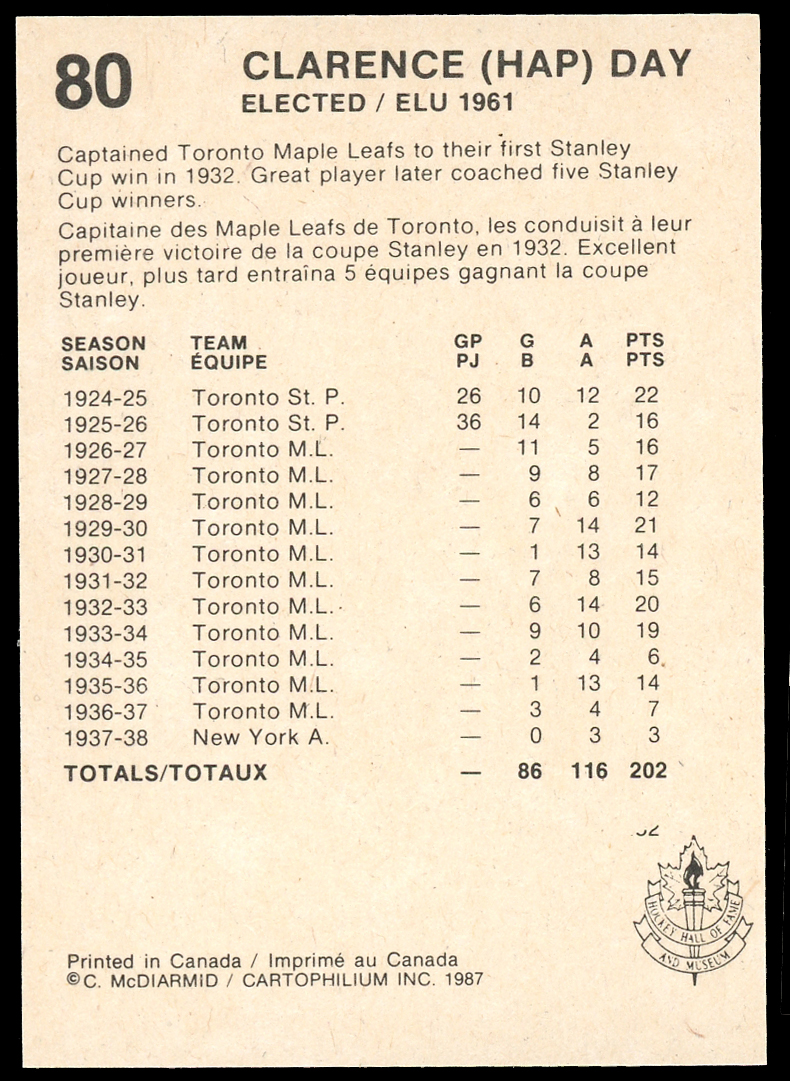 80
CLARENCE (HAP) DAY
ELECTED / ELU 1961
Captained Toronto Maple Leafs to their first Stanley
Cup win in 1932. Great player later coached five Stanley
Cup winners.
Capitaine des Maple Leafs de Toronto, les conduisit à leur
première victoire de la coupe Stanley en 1932. Excellent
joueur, plus tard entraîna 5 équipes gagnant la coupe
Stanley.
SEASON TEAM GP G A PTS
SAISON ÉQUIPE PJ B A PTS
1924-25 Toronto St. P. 26 10 12 22
1925-26 Toronto St. P. 36 14 2 16
1926-27 Toronto M.L. — 11 5 16
1927-28 Toronto M.L. — 9 8 17
1928-29 Toronto M.L. — 6 6 12
1929-30 Toronto M.L. — 7 14 21
1930-31 Toronto M.L. — 1 13 14
1931-32 Toronto M.L. — 7 8 15
1932-33 Toronto M.L. — 6 14 20
1933-34 Toronto M.L. — 9 10 19
1934-35 Toronto M.L. — 2 4 6
1935-36 Toronto M.L. — 1 13 14
1936-37 Toronto M.L. — 3 4 7
1937-38 New York A. — 0 3 3
TOTALS/TOTAUX — 86 116 202
HOCKEY HALL OF FAME
AND MUSEUM
Printed in Canada / Imprimé au Canada
©C. McDIARMID / CARTOPHILIUM INC. 1987